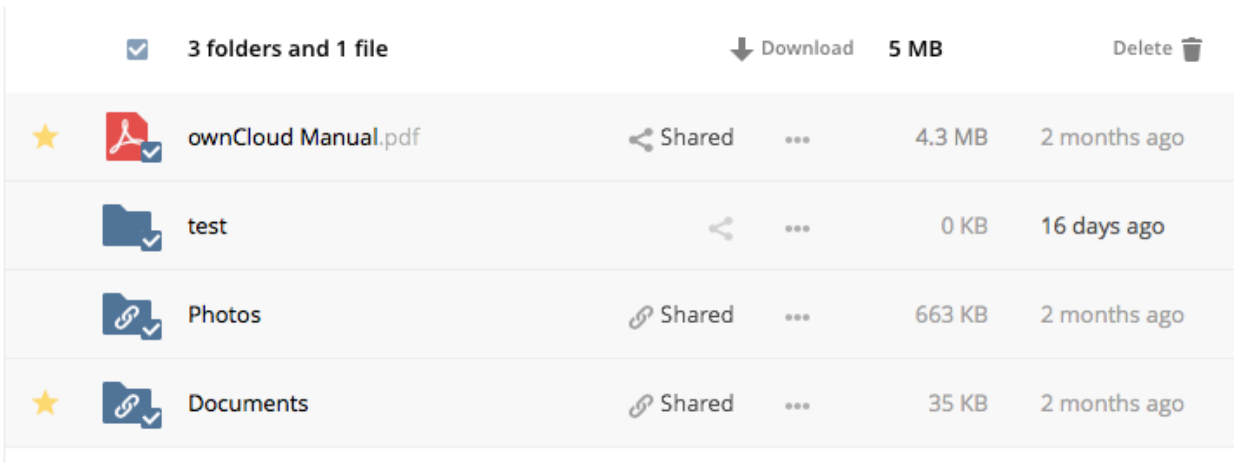 3 folders and 1 file Download 5 MB Delete
ownCloud Manual.pdf Shared ••• 4.3 MB 2 months ago
test ••• 0 KB 16 days ago
Photos Shared ••• 663 KB 2 months ago
Documents Shared ••• 35 KB 2 months ago